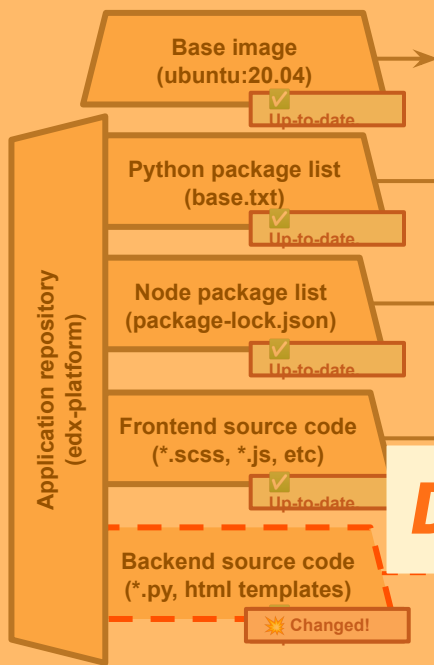 Base image
(ubuntu:20.04)
✅
Up-to-date
Python package list
(base.txt)
✅
Up-to-date
Node package list
(package-lock.json)
✅
Up-to-date
Application repository
(edx-platform)
Frontend source code
(*.scss, *.js, etc)
✅
Up-to-date
D
Backend source code
(*.py, html templates)
💥 Changed!